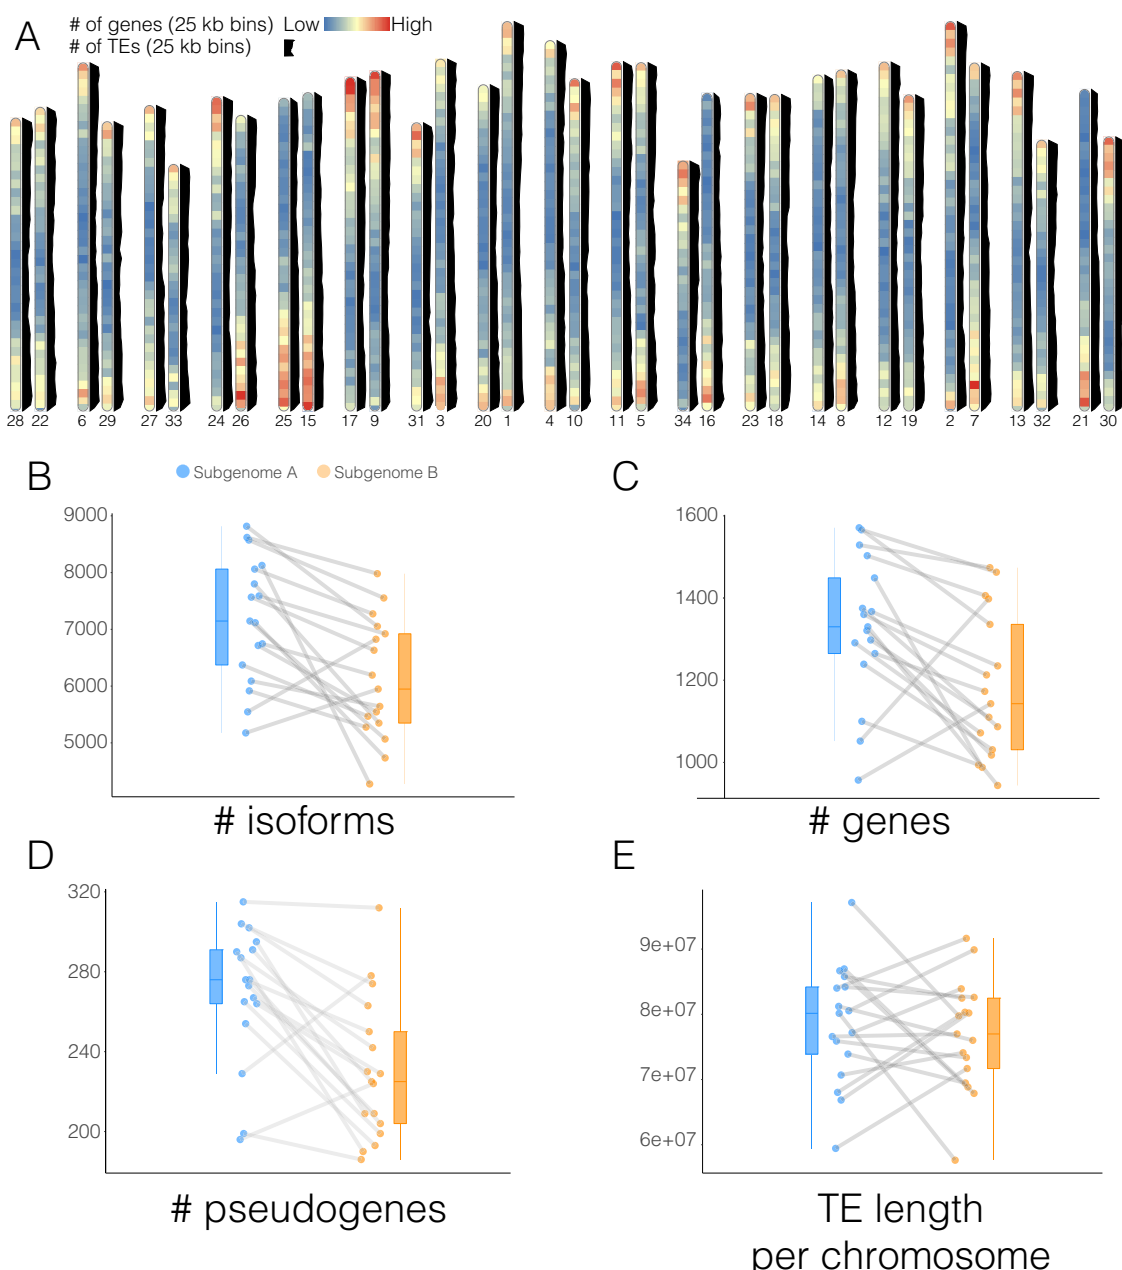 A
# of genes (25 kb bins) Low High
# of TEs (25 kb bins)
28 22 6 29 27 33 24 26 25 15 17 9 31 3 20 1 4 10 11 5 34 16 23 18 14 8 12 19 2 7 13 32 21 30
B
Subgenome A Subgenome B
9000
8000
7000
6000
5000
# isoforms
C
1600
1400
1200
1000
# genes
D
320
280
240
200
# pseudogenes
E
9e+07
8e+07
7e+07
6e+07
TE length
per chromosome